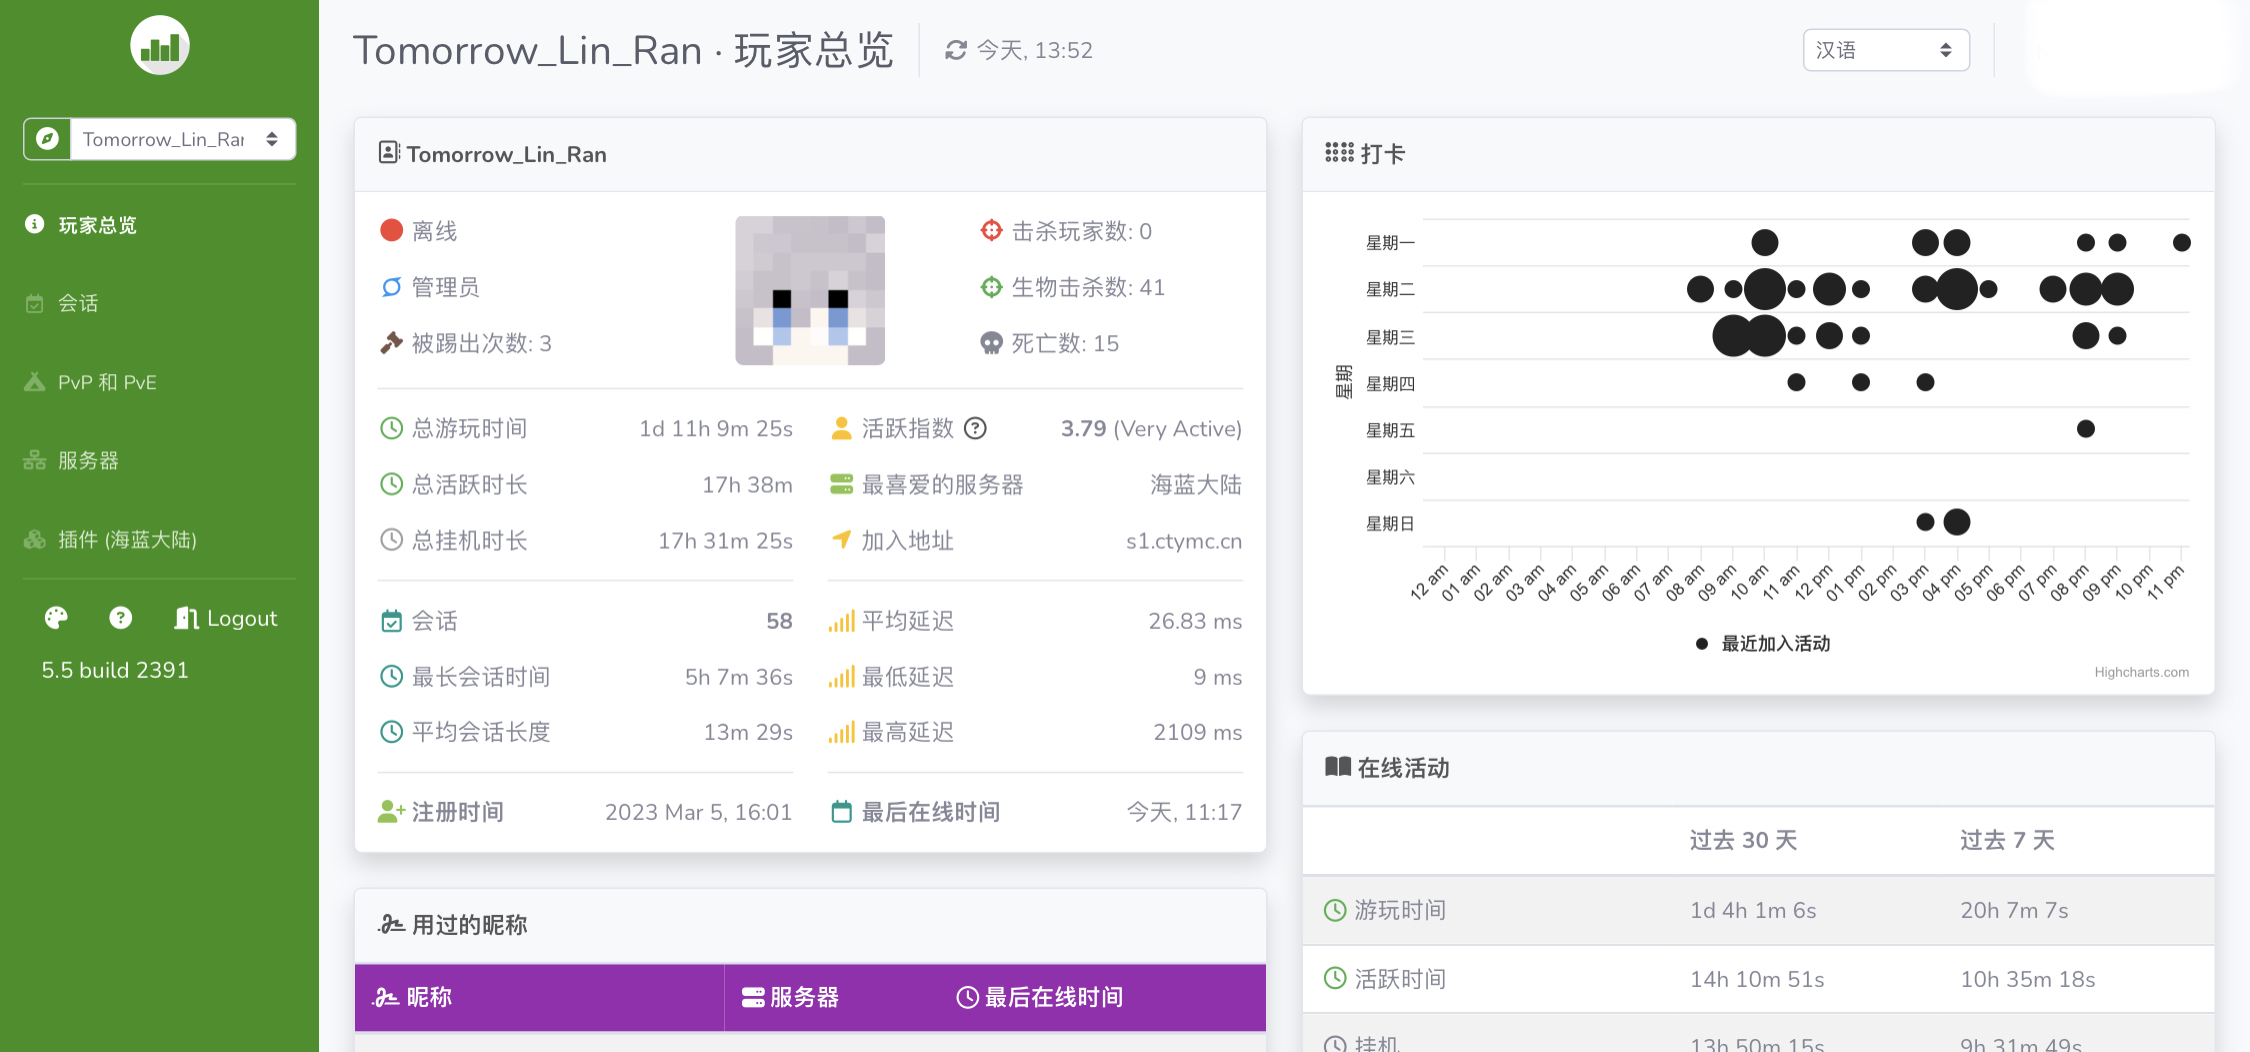 Tomorrow_Lin_Ran · 玩家总览
今天, 13:52
汉语
玩家总览
会话
PvP 和 PvE
服务器
插件 (海蓝大陆)
Logout
5.5 build 2391
Tomorrow_Lin_Ran
离线
管理员
被踢出次数: 3
击杀玩家数: 0
生物击杀数: 41
死亡数: 15
总游玩时间 1d 11h 9m 25s
总活跃时长 17h 38m
总挂机时长 17h 31m 25s
活跃指数 3.79 (Very Active)
最喜爱的服务器 海蓝大陆
加入地址 s1.ctymc.cn
会话 58
最长会话时间 5h 7m 36s
平均会话长度 13m 29s
平均延迟 26.83 ms
最低延迟 9 ms
最高延迟 2109 ms
注册时间 2023 Mar 5, 16:01
最后在线时间 今天, 11:17
用过的昵称
昵称 服务器 最后在线时间
打卡
星期
星期一
星期二
星期三
星期四
星期五
星期六
星期日
12 am 01 am 02 am 03 am 04 am 05 am 06 am 07 am 08 am 09 am 10 am 11 am 12 pm 01 pm 02 pm 03 pm 04 pm 05 pm 06 pm 07 pm 08 pm 09 pm 10 pm 11 pm
最近加入活动
Highcharts.com
在线活动
过去 30 天 过去 7 天
游玩时间 1d 4h 1m 6s 20h 7m 7s
活跃时间 14h 10m 51s 10h 35m 18s
挂机 13h 50m 15s 9h 31m 49s